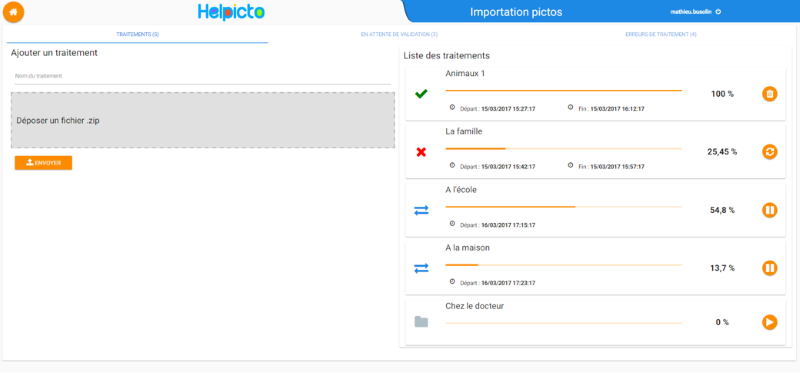 Helpicto
Importation pictos
mathieu.bosolin
TRAITEMENTS (5)
EN ATTENTE DE VALIDATION (3)
ERREURS DE TRAITEMENT (4)
Ajouter un traitement
Nom du traitement
Déposer un fichier .zip
ENVOYER
Liste des traitements
Animaux 1
100 %
Départ : 15/03/2017 15:27:17
Fin : 15/03/2017 16:12:17
La famille
25,45 %
Départ : 15/03/2017 15:42:17
Fin : 15/03/2017 15:57:17
A l'école
54,8 %
Départ : 16/03/2017 17:15:17
A la maison
13,7 %
Départ : 16/03/2017 17:23:17
Chez le docteur
0 %